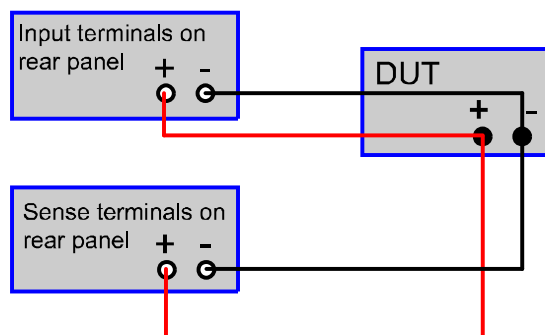 Input terminals on
rear panel
+ -
DUT
+ -
Sense terminals on
rear panel
+ -